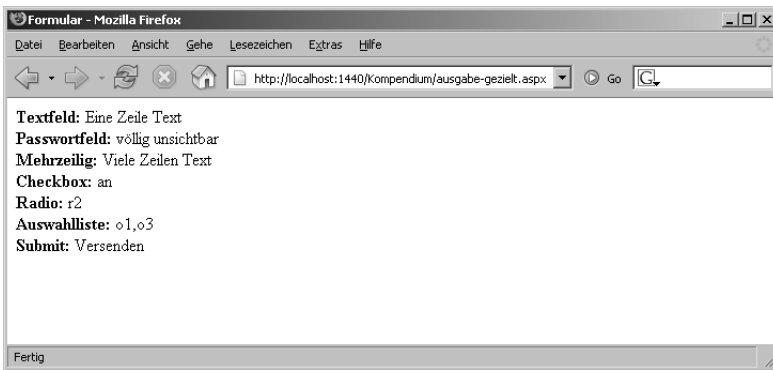 Formular - Mozilla Firefox
Datei Bearbeiten Ansicht Gehe Lesezeichen Extras Hilfe
http://localhost:1440/Kompendium/ausgabe-gezielt.aspx Go G
Textfeld: Eine Zeile Text
Passwortfeld: völlig unsichtbar
Mehrzeilig: Viele Zeilen Text
Checkbox: an
Radio: r2
Auswahlliste: o1,o3
Submit: Versenden
Fertig